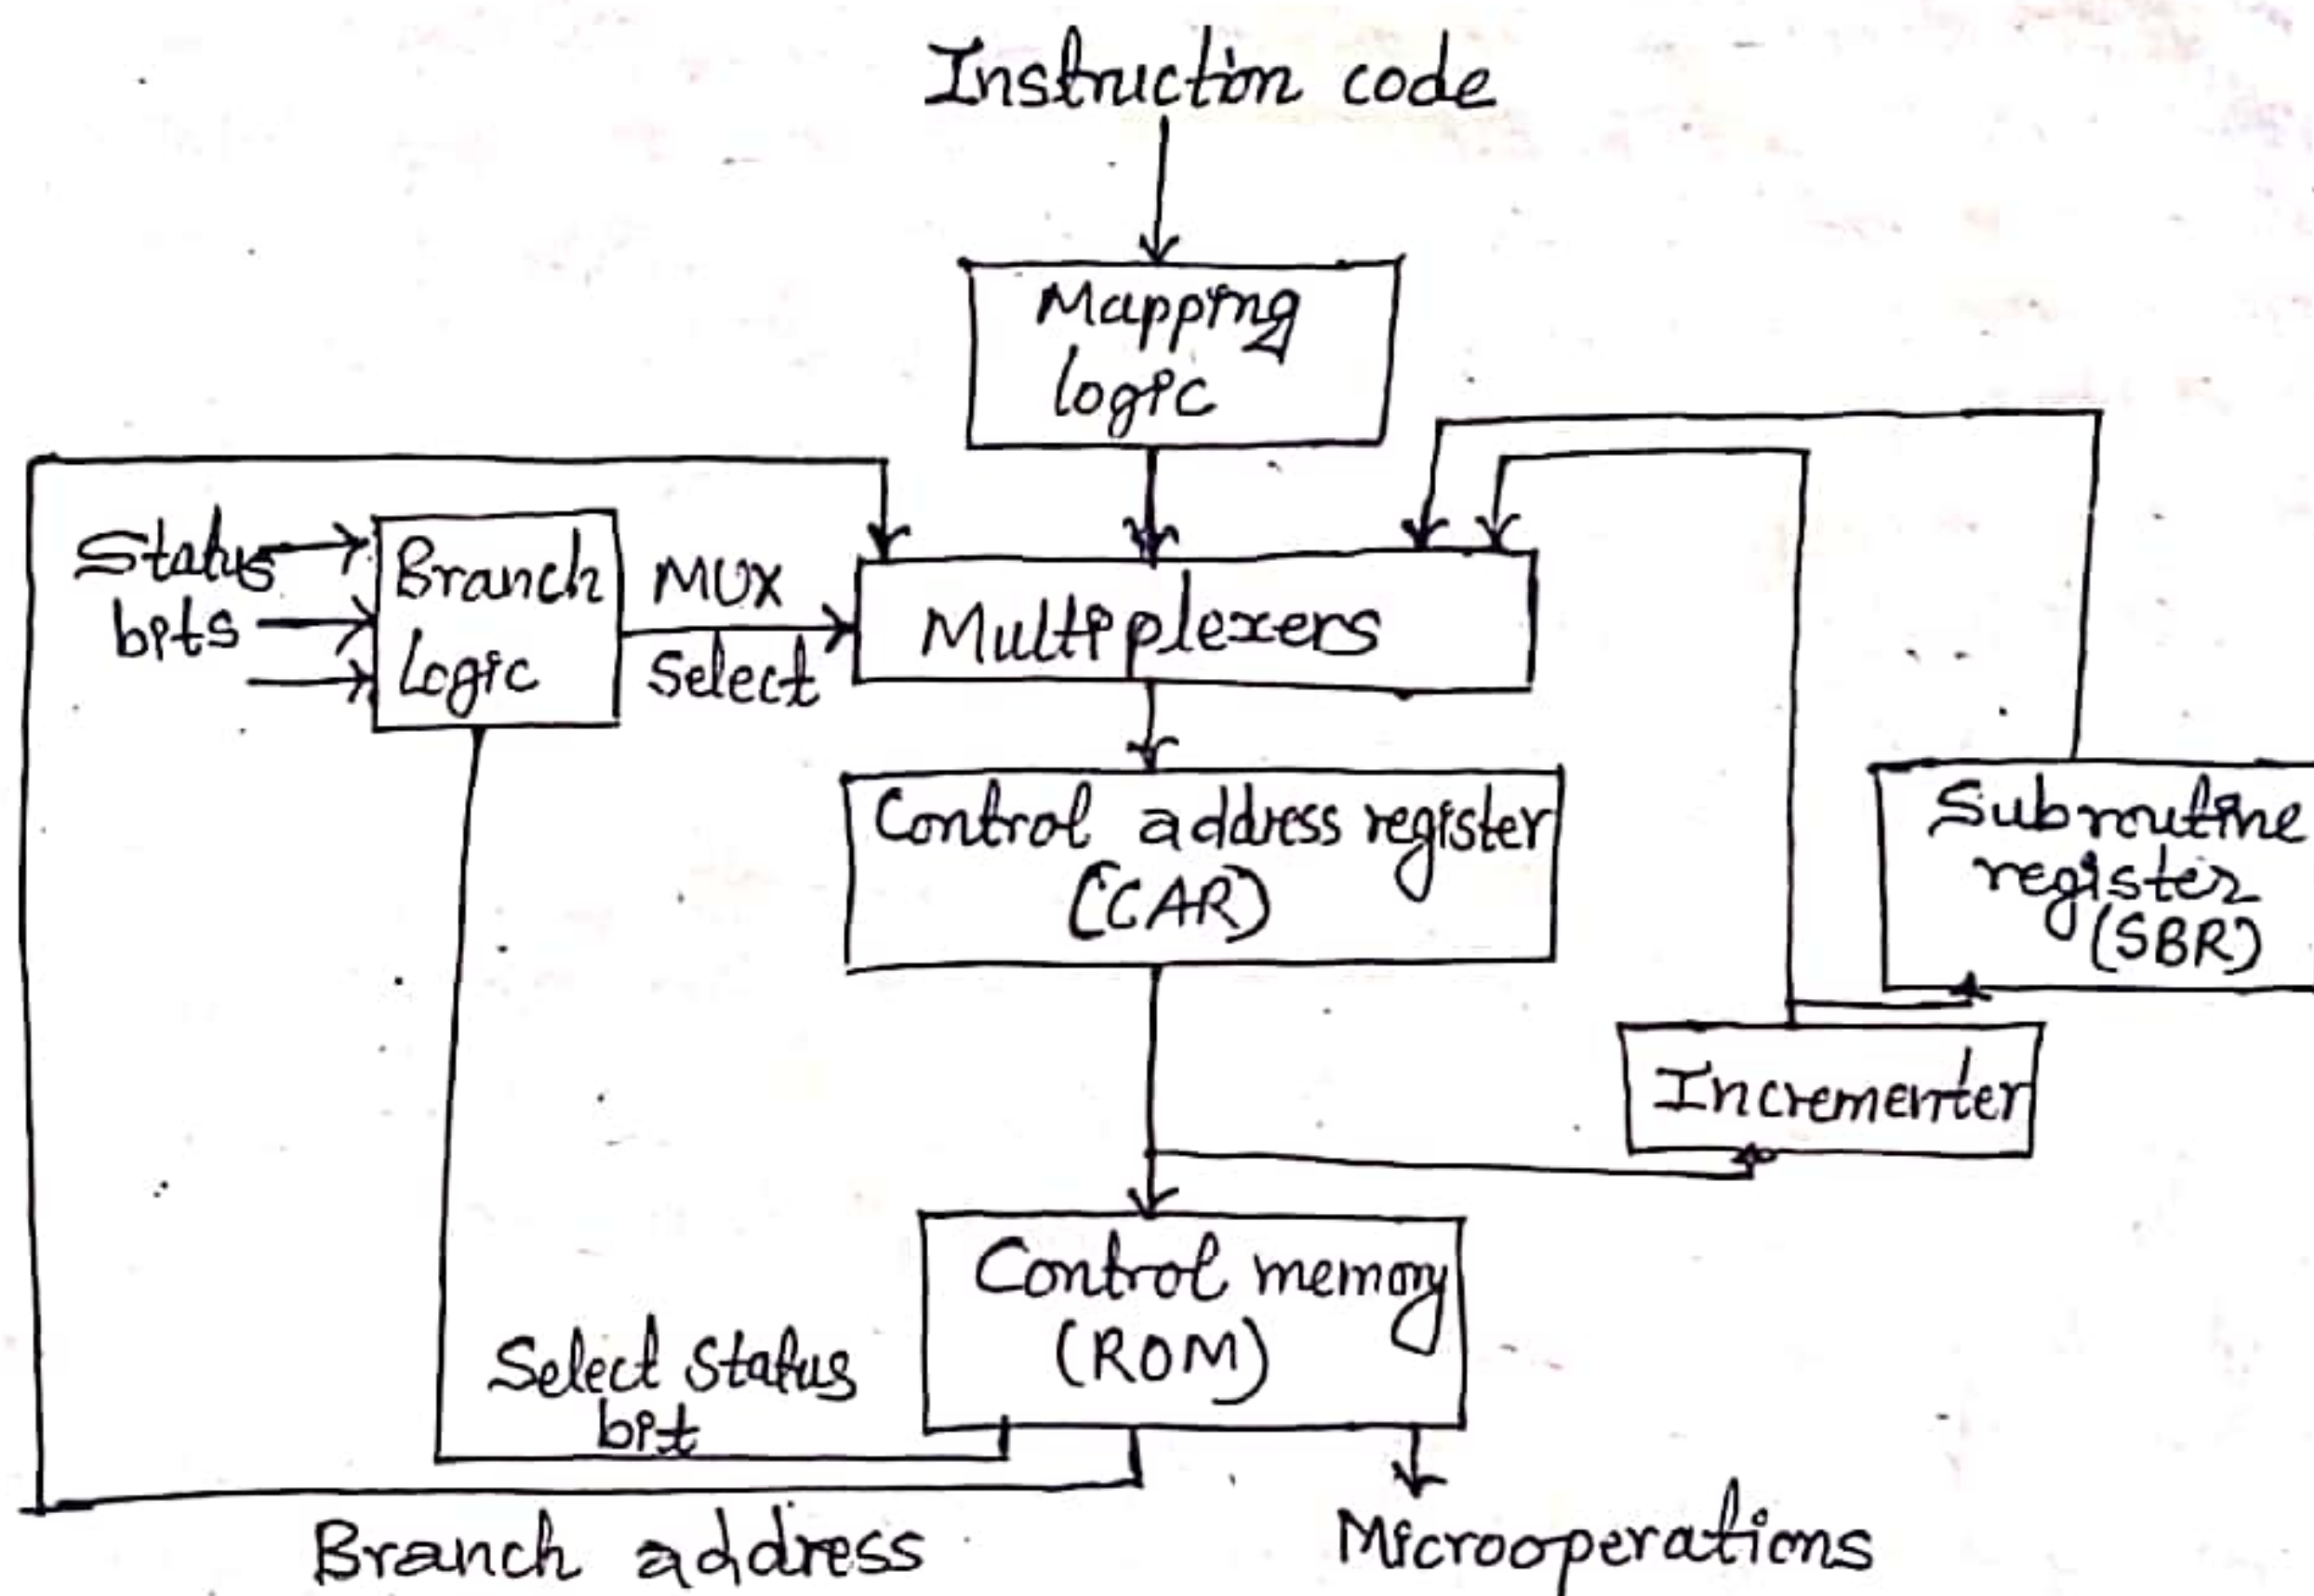 Instruction code
Mapping
logic
Status
bits
Branch
Logic
MUX
Select
Multiplexers
Control address register
(CAR)
Subroutine
register
(SBR)
Incrementer
Control memory
(ROM)
Select Status
bit
Branch address
Microoperations